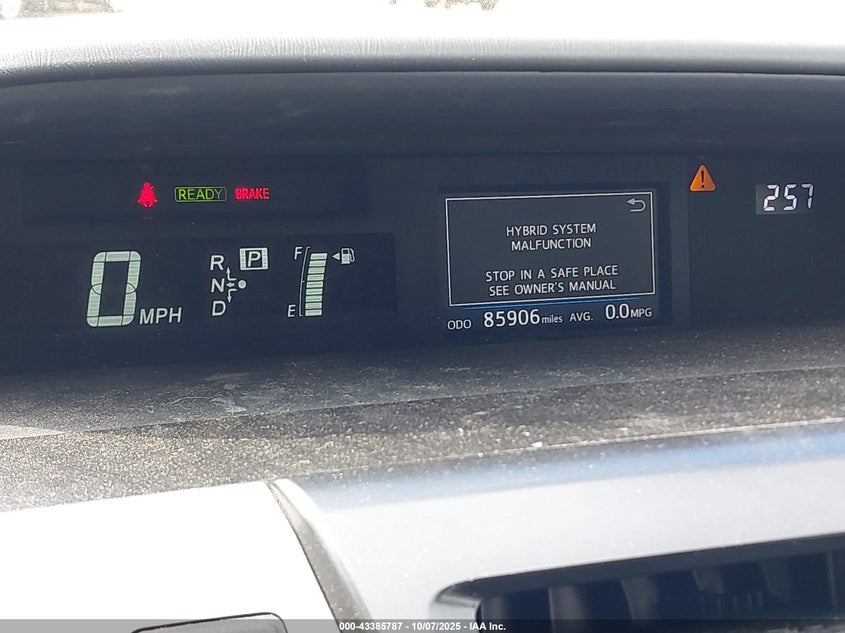 READY BRAKE
0 MPH
R P
N
D
F
E
HYBRID SYSTEM
MALFUNCTION
STOP IN A SAFE PLACE
SEE OWNER'S MANUAL
ODO 85906 miles AVG. 0.0 MPG
!
257
000-43385787 - 10/07/2025 - IAA Inc.